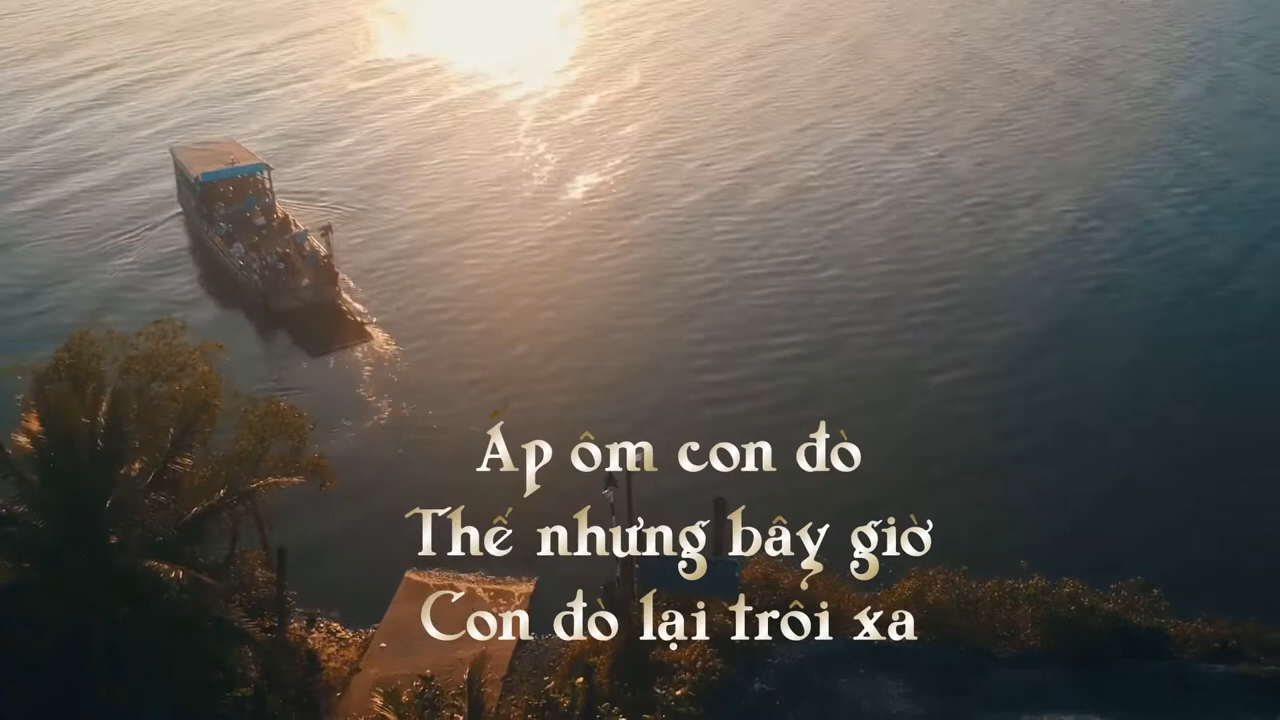 Áp ôm con đò
Thế nhưng bây giờ
Con đò lại trôi xa